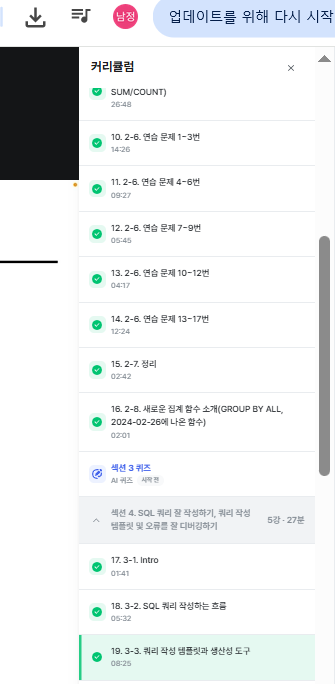 남정
업데이트를 위해 다시 시작
커리큘럼
SUM/COUNT)
26:48
10. 2-6. 연습 문제 1~3번
14:26
11. 2-6. 연습 문제 4~6번
09:27
12. 2-6. 연습 문제 7~9번
05:45
13. 2-6. 연습 문제 10~12번
04:17
14. 2-6. 연습 문제 13~17번
12:24
15. 2-7. 정리
02:42
16. 2-8. 새로운 집계 함수 소개(GROUP BY ALL,
2024-02-26에 나온 함수)
02:01
섹션 3 퀴즈
AI 퀴즈 시작 전
섹션 4. SQL 쿼리 잘 작성하기, 쿼리 작성
템플릿 및 오류를 잘 디버깅하기
5강 · 27분
17. 3-1. Intro
01:41
18. 3-2. SQL 쿼리 작성하는 흐름
05:32
19. 3-3. 쿼리 작성 템플릿과 생산성 도구
08:25